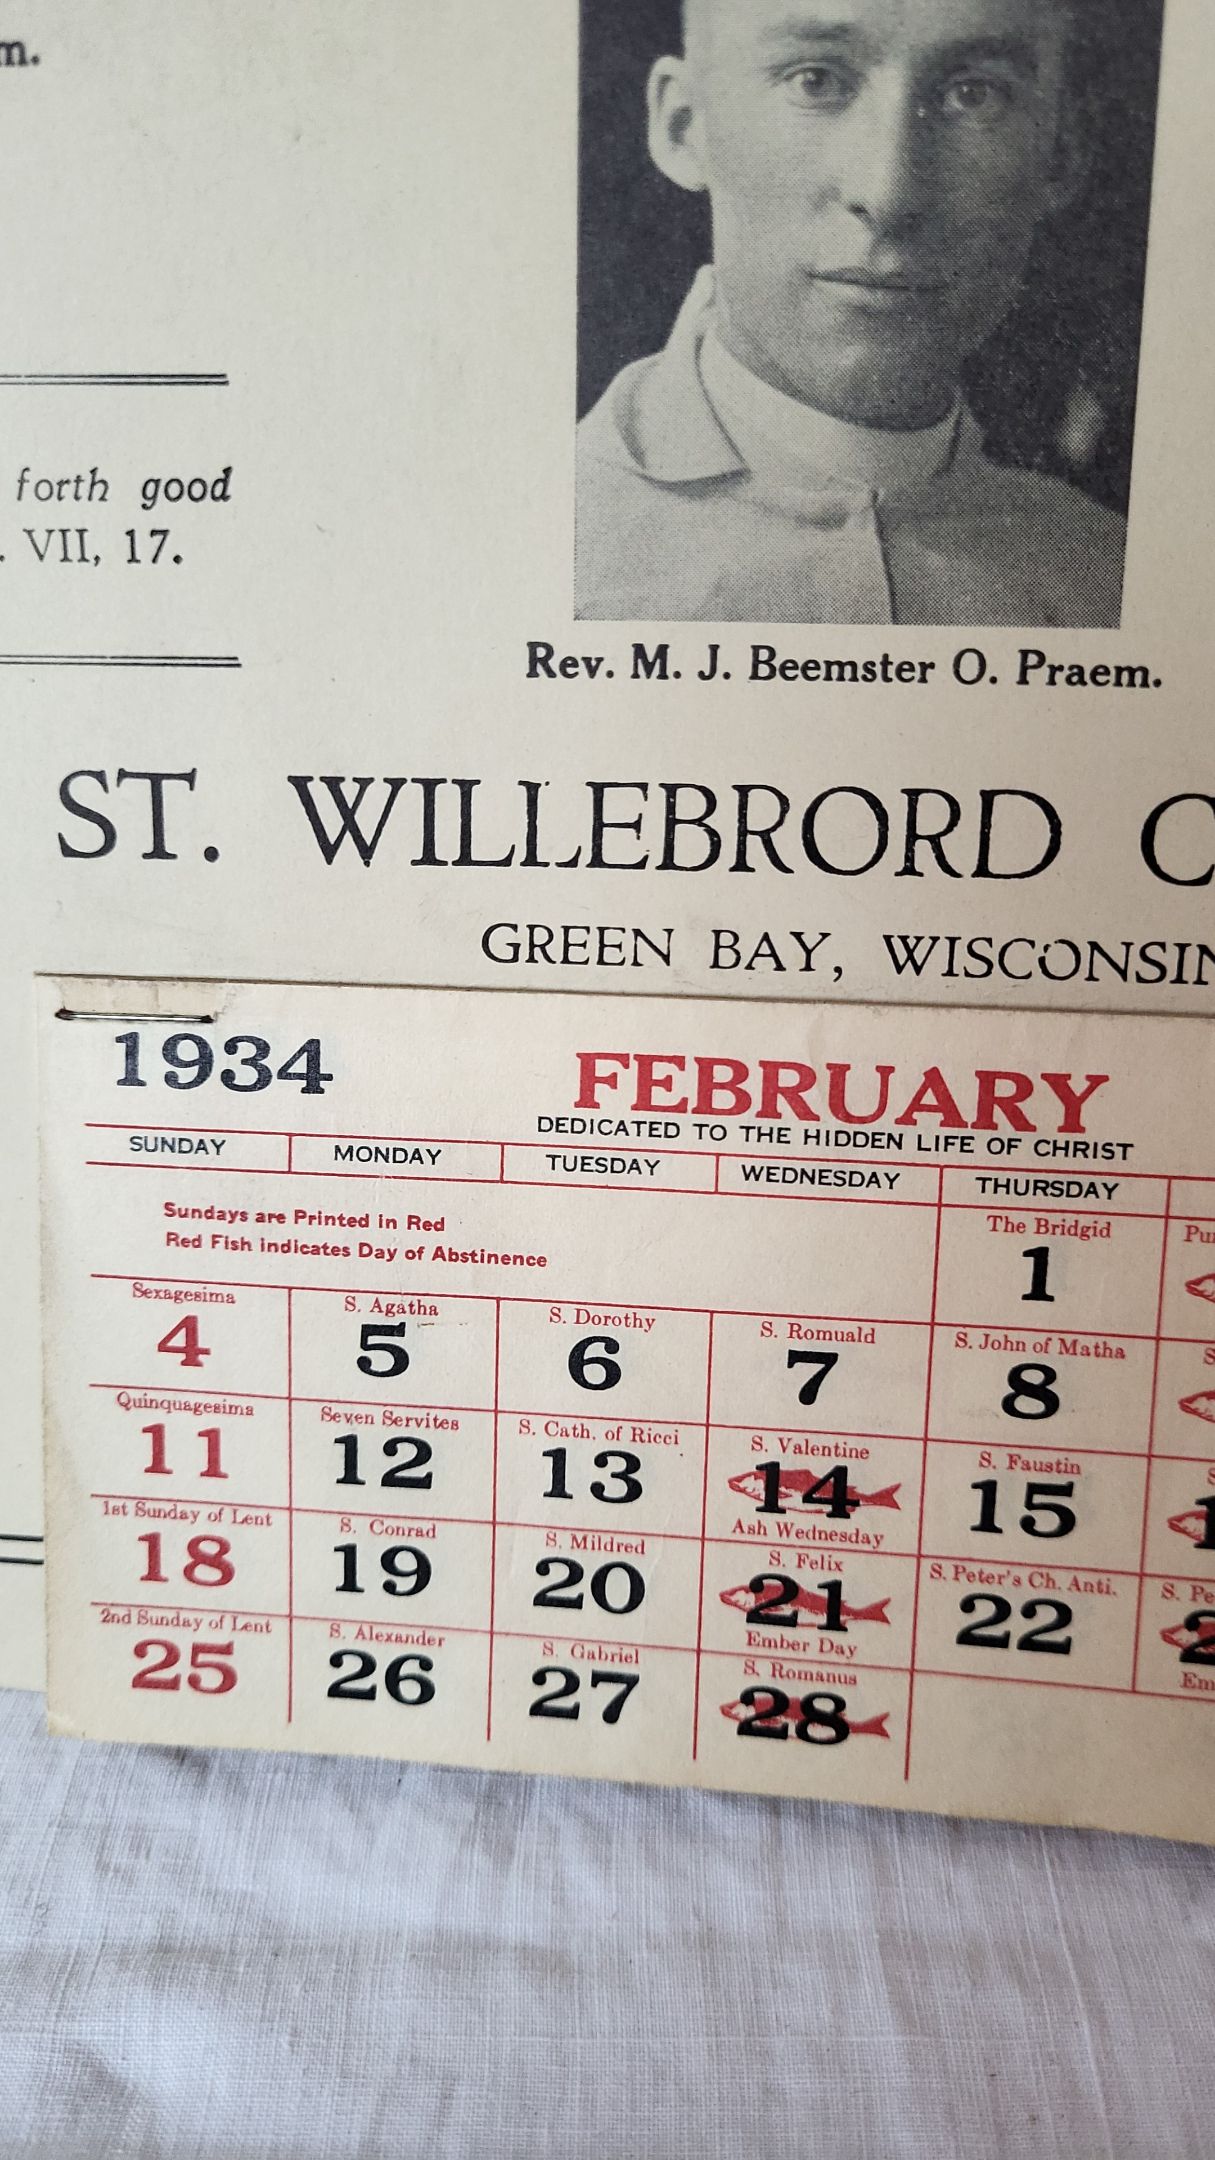 forth good
VII, 17.
Rev. M. J. Beemster O. Praem.
ST. WILLEBRORD
GREEN BAY, WISCONSIN
1934 FEBRUARY
DEDICATED TO THE HIDDEN LIFE OF CHRIST
SUNDAY MONDAY TUESDAY WEDNESDAY THURSDAY
Sundays are Printed in Red
Red Fish indicates Day of Abstinence
The Bridgid
1
Sexagesima S. Agatha S. Dorothy S. Romuald S. John of Matha
4 5 6 7 8
Quinquagesima Seven Servites S. Cath. of Ricci S. Valentine S. Faustin
11 12 13 14 15
Ash Wednesday
1st Sunday of Lent S. Conrad S. Mildred S. Felix S. Peter's Ch. Anti.
18 19 20 21 22
Ember Day
2nd Sunday of Lent S. Alexander S. Gabriel S. Romanus
25 26 27 28